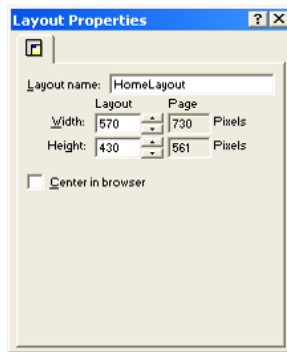 Layout Properties
Layout name: HomeLayout
Layout Page
Width: 570 730 Pixels
Height: 430 561 Pixels
Center in browser